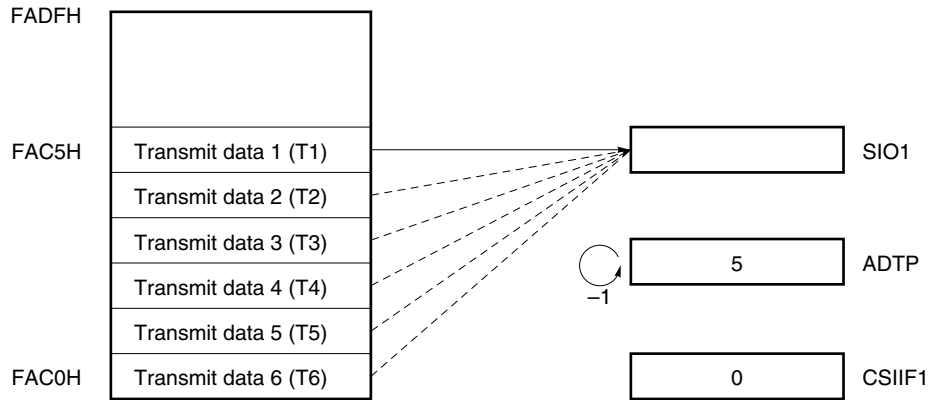 FADFH
FAC5H Transmit data 1 (T1) SIO1
Transmit data 2 (T2)
Transmit data 3 (T3) 5 ADTP
Transmit data 4 (T4) –1
Transmit data 5 (T5)
FAC0H Transmit data 6 (T6) 0 CSIIF1